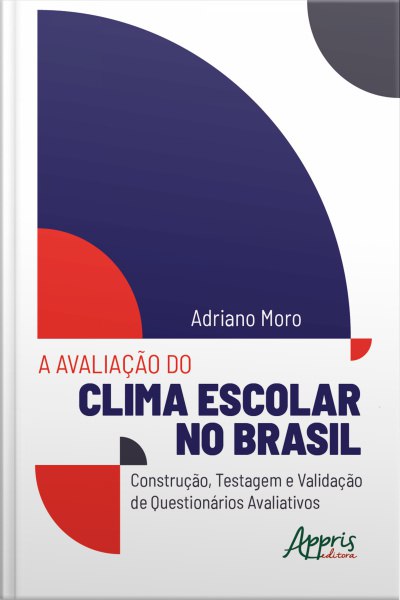 Adriano Moro
A AVALIAÇÃO DO
CLIMA ESCOLAR
NO BRASIL
Construção, Testagem e Validação
de Questionários Avaliativos
Appris
editora